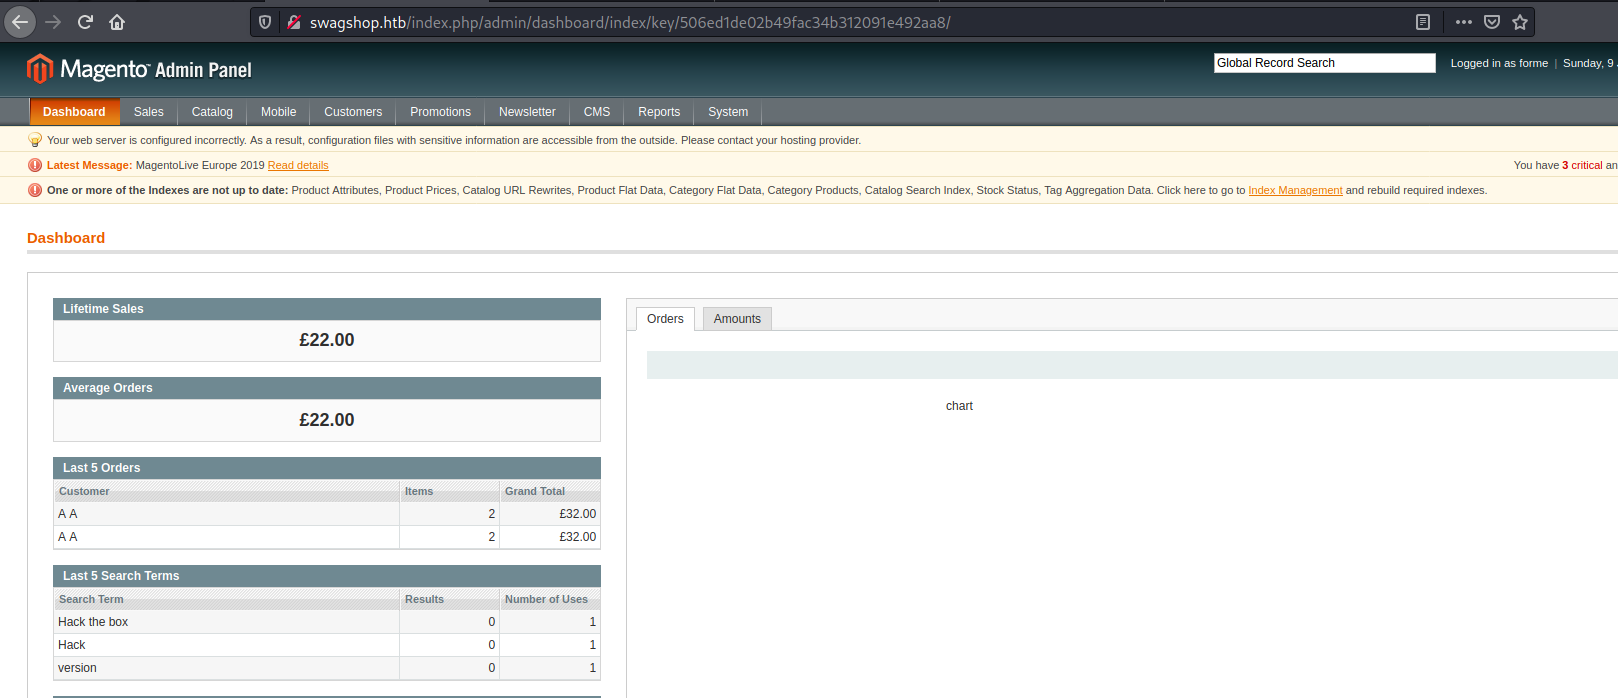 swagshop.htb/index.php/admin/dashboard/index/key/506ed1de02b49fac34b312091e492aa8/
Magento™ Admin Panel
Global Record Search
Logged in as forme | Sunday, 9
Dashboard Sales Catalog Mobile Customers Promotions Newsletter CMS Reports System
Your web server is configured incorrectly. As a result, configuration files with sensitive information are accessible from the outside. Please contact your hosting provider.
Latest Message: MagentoLive Europe 2019 Read details
You have 3 critical an
One or more of the Indexes are not up to date: Product Attributes, Product Prices, Catalog URL Rewrites, Product Flat Data, Category Flat Data, Category Products, Catalog Search Index, Stock Status, Tag Aggregation Data. Click here to go to Index Management and rebuild required indexes.
Dashboard
Lifetime Sales
£22.00
Average Orders
£22.00
Last 5 Orders
Customer Items Grand Total
A A 2 £32.00
A A 2 £32.00
Last 5 Search Terms
Search Term Results Number of Uses
Hack the box 0 1
Hack 0 1
version 0 1
Orders Amounts
chart